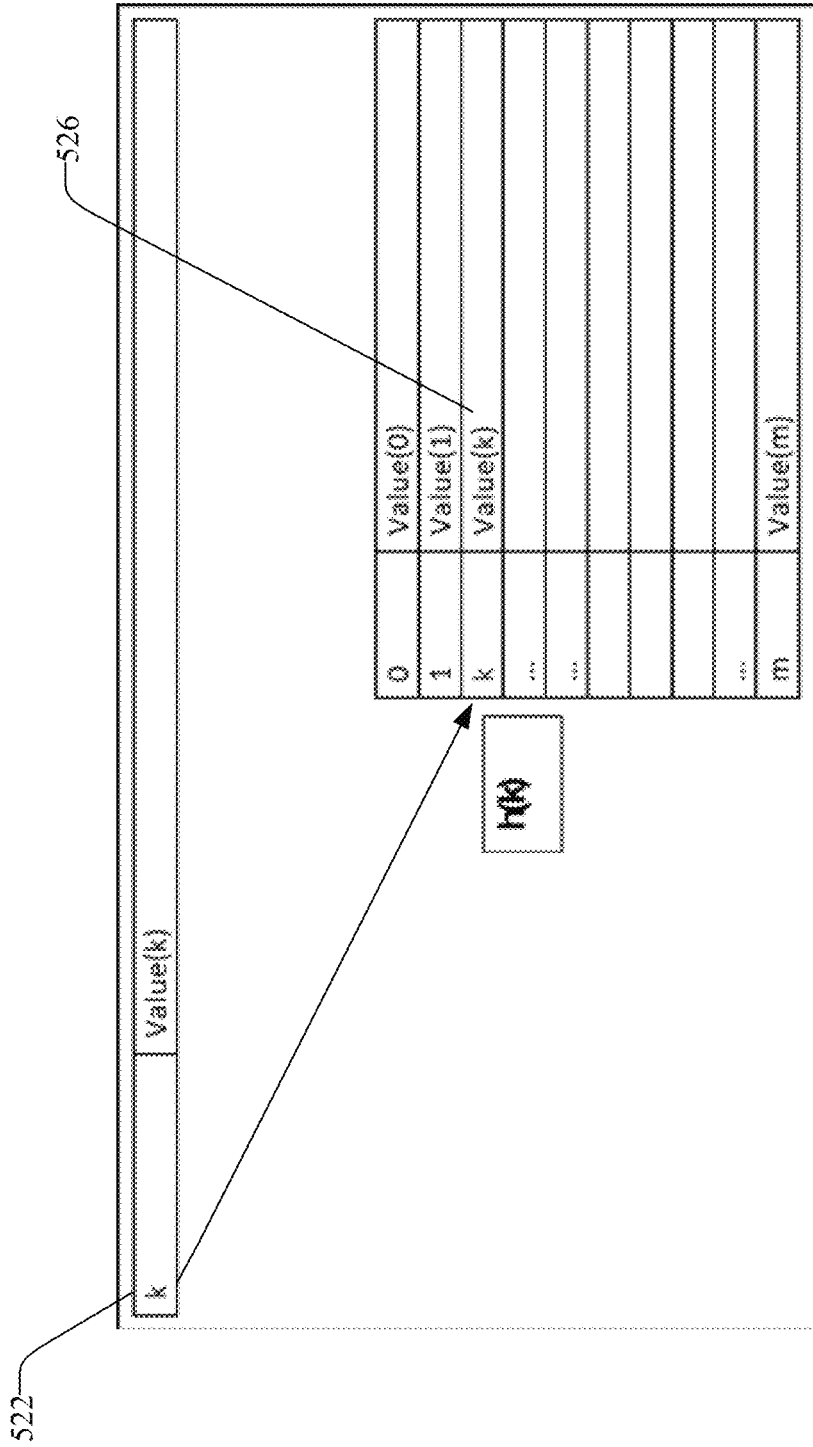 522
k Value(k)
526
h(k)
0 Value(0)
1 Value(1)
k Value(k)
...
...
...
m Value(m)